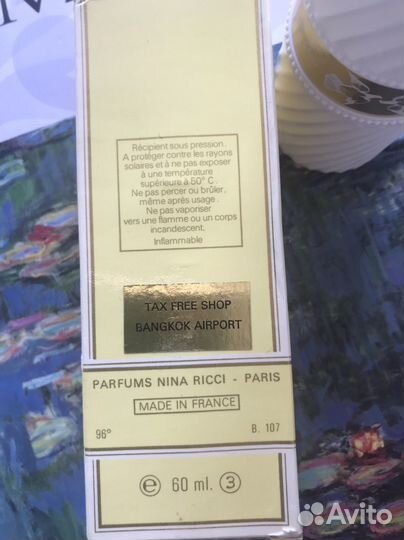 Récipient sous pression.
A protéger contre les rayons
solaires et à ne pas exposer
à une température
supérieure à 50° C.
Ne pas percer ou brûler,
même après usage.
Ne pas vaporiser
vers une flamme ou un corps
incandescent.
Inflammable
TAX FREE SHOP
BANGKOK AIRPORT
PARFUMS NINA RICCI - PARIS
MADE IN FRANCE
96° B. 107
e 60 ml. 3
Avito